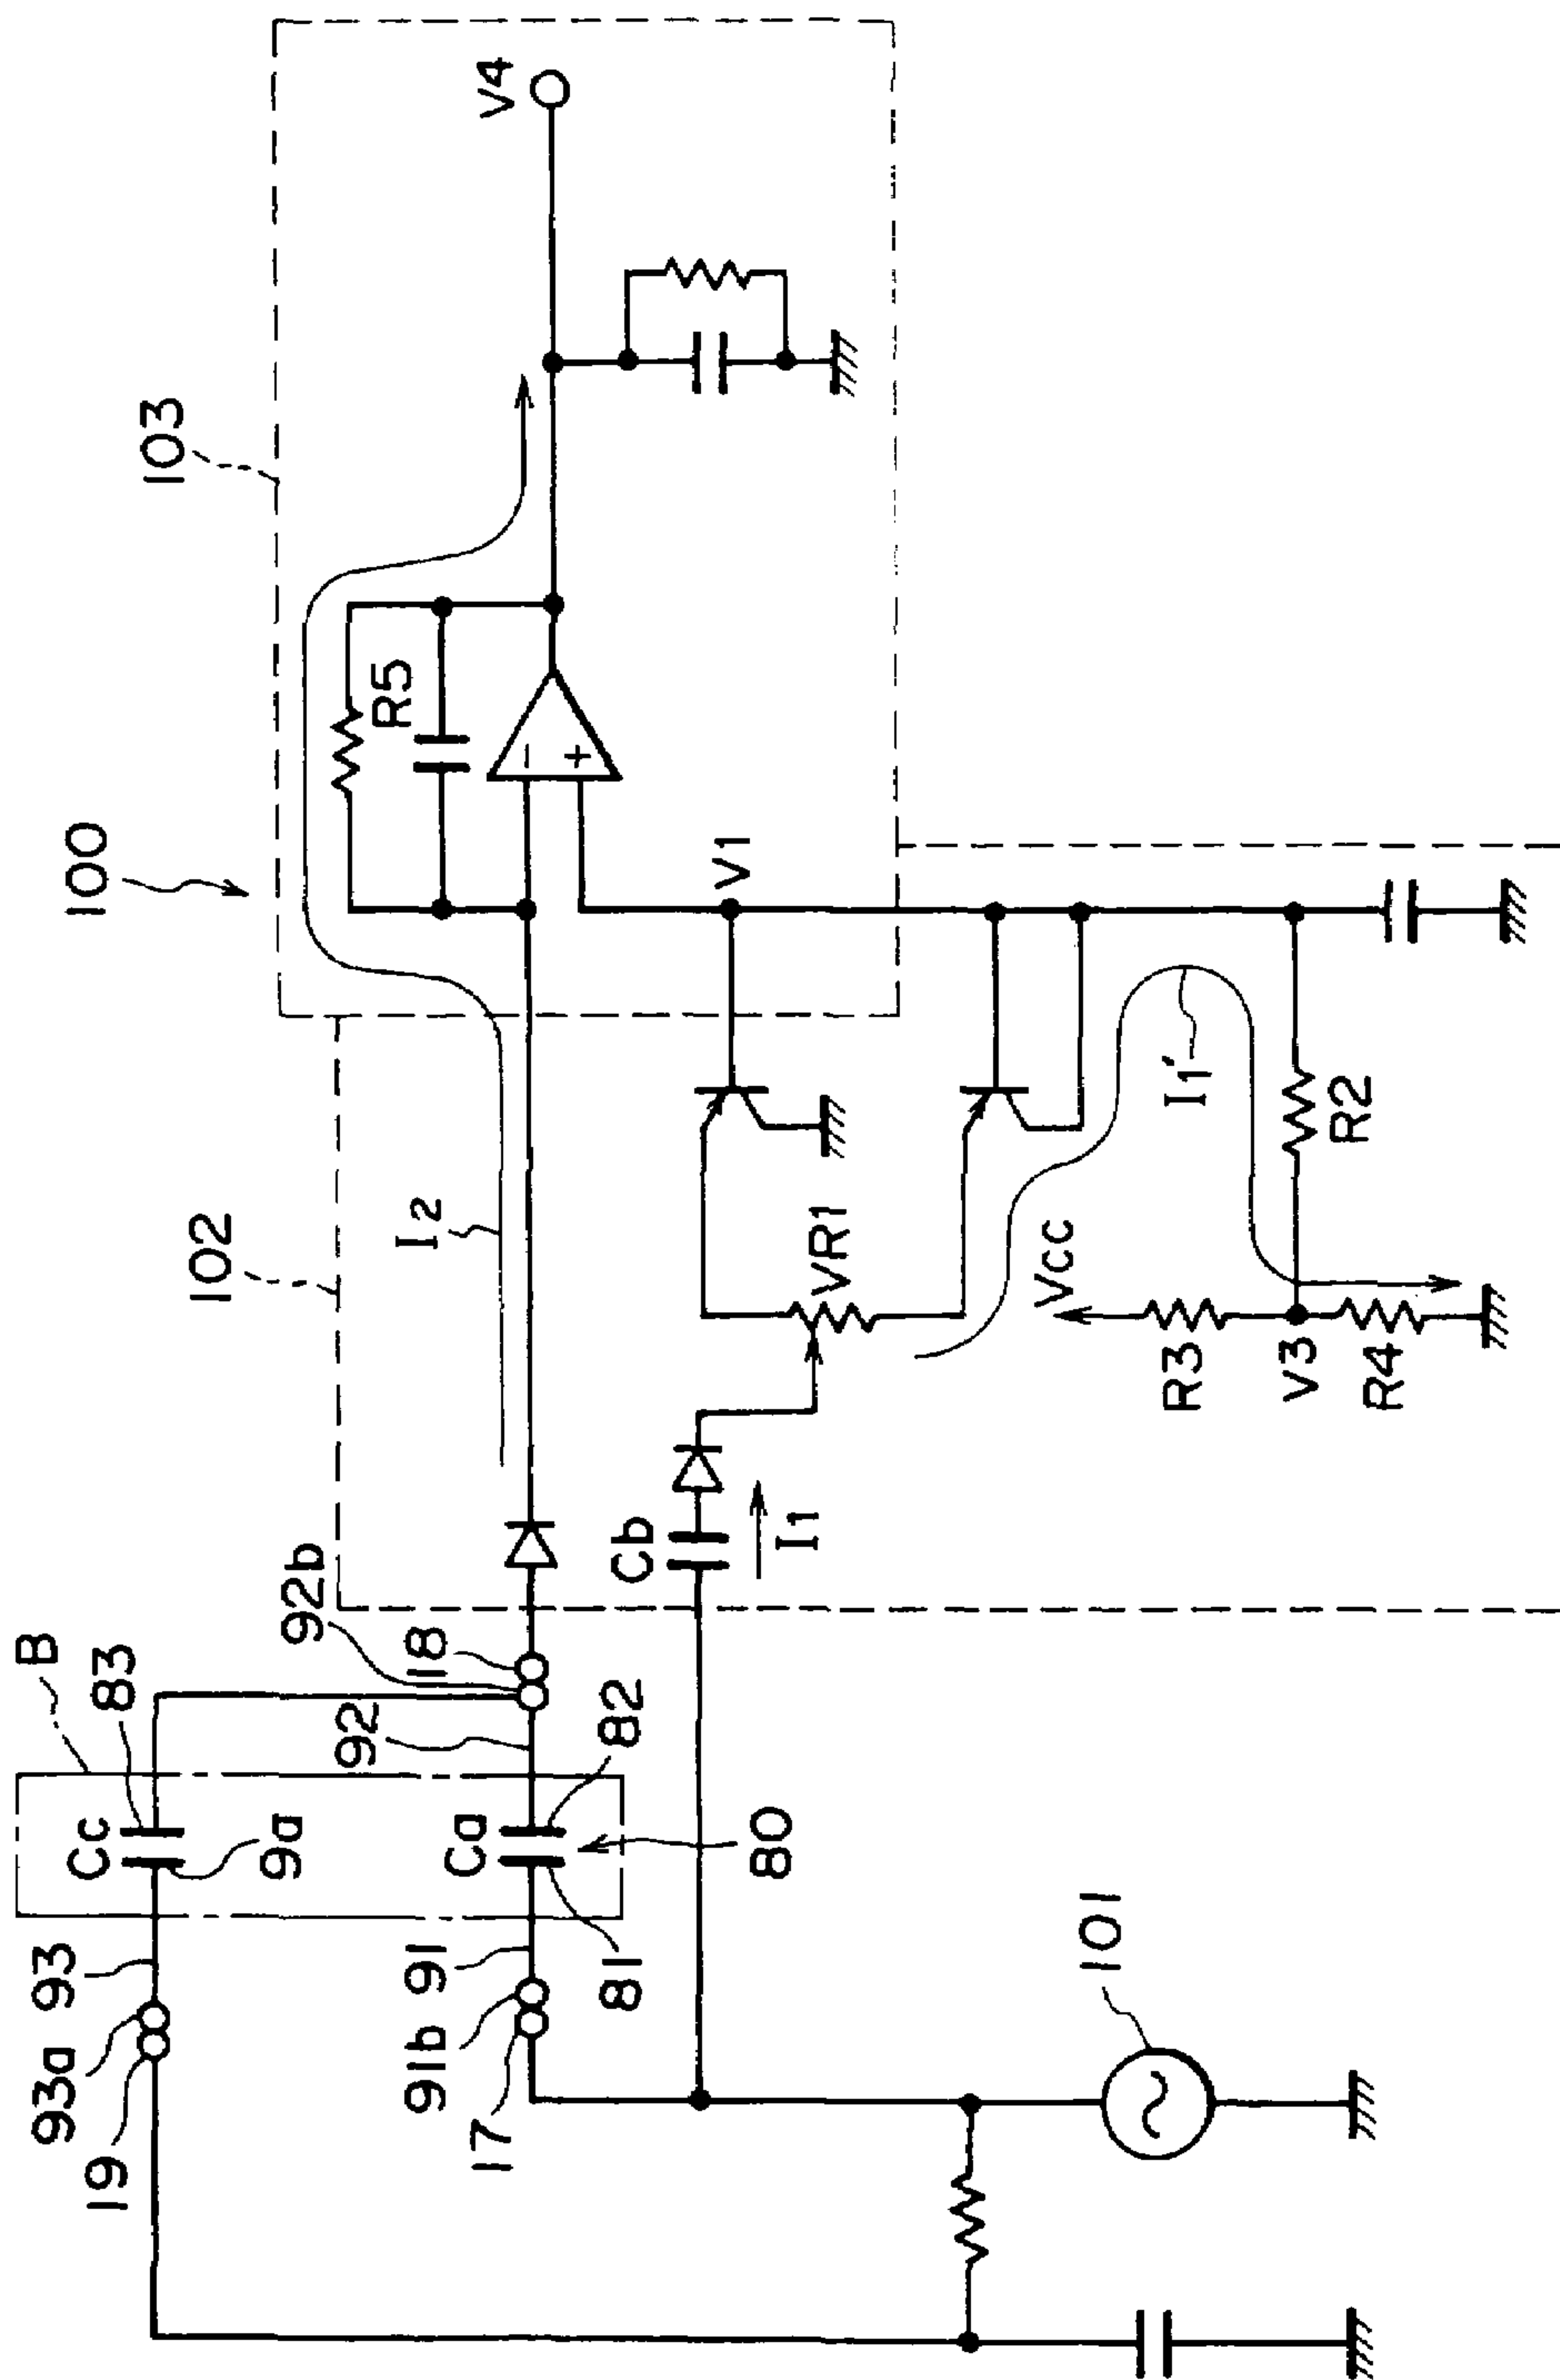 100
103
V4
R5
−
+
V1
102
I2
VR1
I1'
Vcc
R3
V3
R4
R2
Cb
I1
B
83
Cc
9a
92b
18
92
82
Ca
80
93
93a
19
91
91b
17
81
101